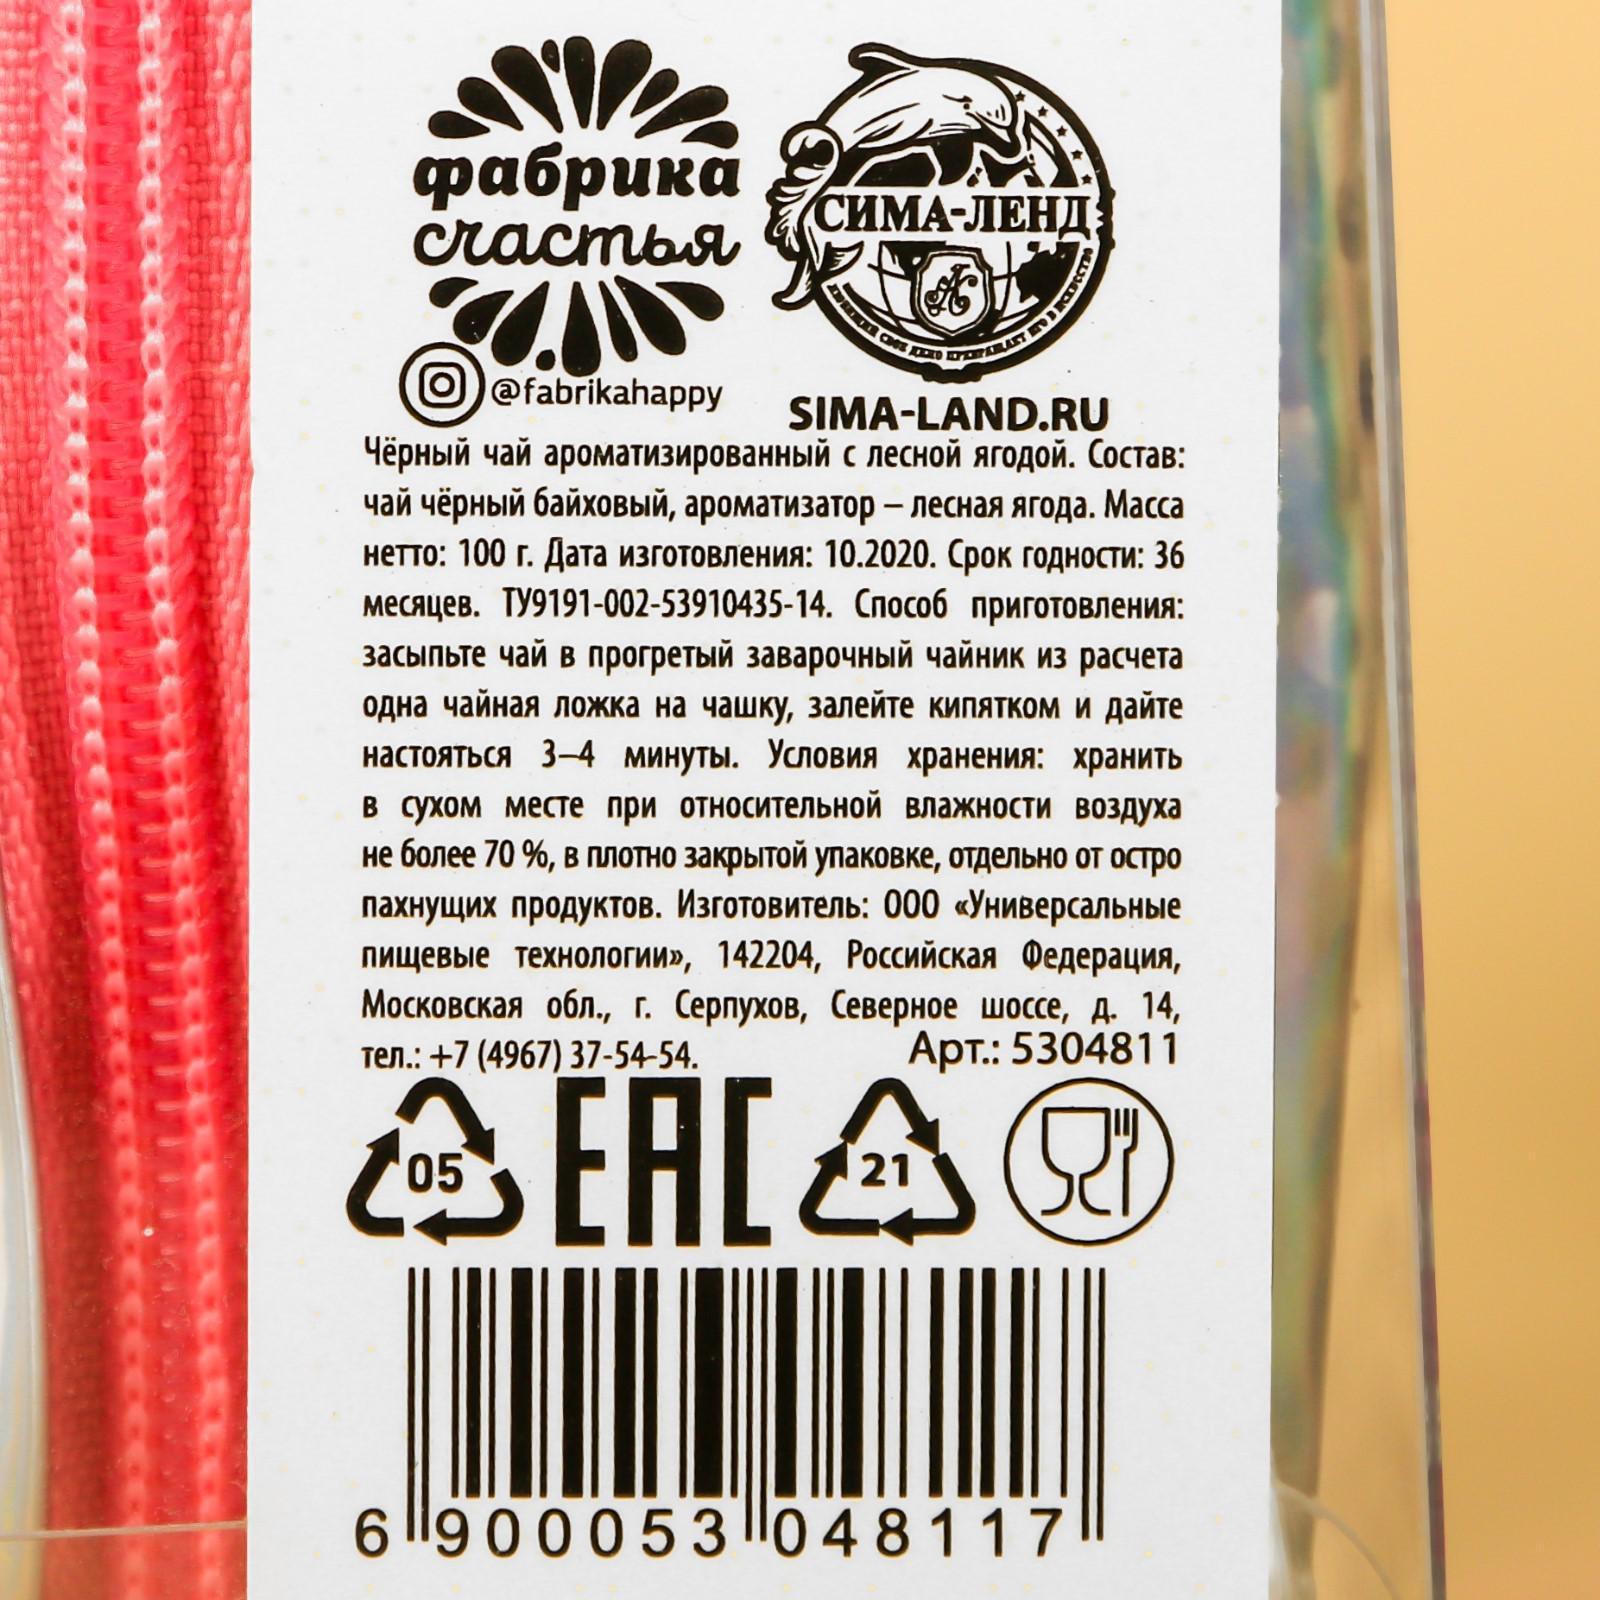 фабрика
счастья
@fabrikahappy
СИМА-ЛЕНД
SIMA-LAND.RU
Чёрный чай ароматизированный с лесной ягодой. Состав:
чай чёрный байховый, ароматизатор – лесная ягода. Масса
нетто: 100 г. Дата изготовления: 10.2020. Срок годности: 36
месяцев. ТУ9191-002-53910435-14. Способ приготовления:
засыпьте чай в прогретый заварочный чайник из расчета
одна чайная ложка на чашку, залейте кипятком и дайте
настояться 3–4 минуты. Условия хранения: хранить
в сухом месте при относительной влажности воздуха
не более 70 %, в плотно закрытой упаковке, отдельно от остро
пахнущих продуктов. Изготовитель: ООО «Универсальные
пищевые технологии», 142204, Российская Федерация,
Московская обл., г. Серпухов, Северное шоссе, д. 14,
тел.: +7 (4967) 37-54-54. Арт.: 5304811
05 EAC 21
6 900053 048117